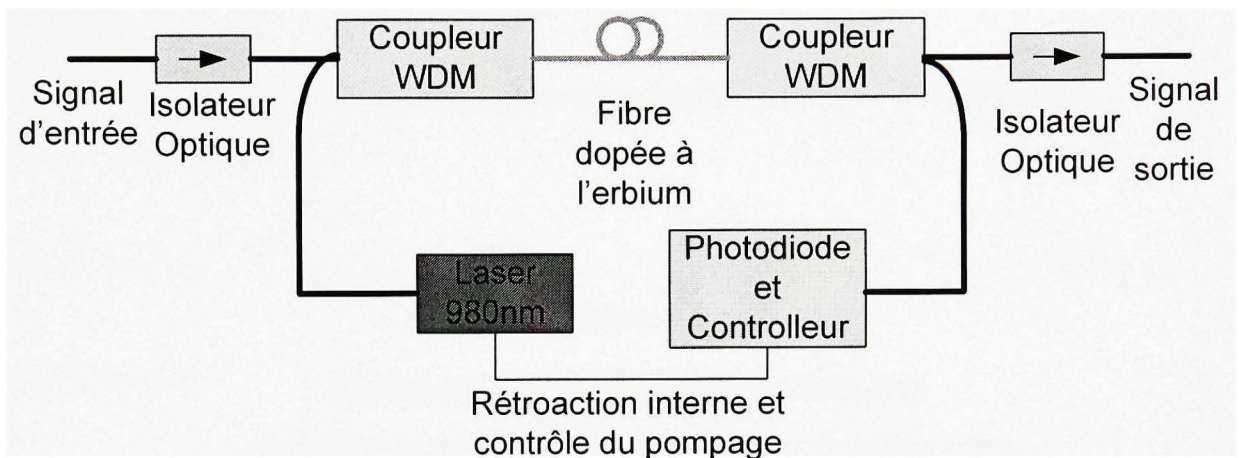 Signal
d'entrée
Isolateur
Optique
Coupleur
WDM
Fibre
dopée à
l'erbium
Coupleur
WDM
Isolateur
Optique
Signal
de
sortie
Laser
980nm
Photodiode
et
Controlleur
Rétroaction interne et
contrôle du pompage